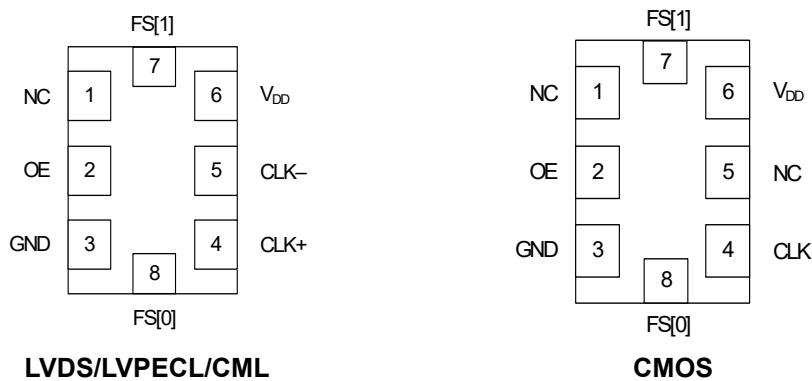 FS[1]
7
NC 1 6 VDD
OE 2 5 CLK–
GND 3 4 CLK+
8
FS[0]
LVDS/LVPECL/CML
FS[1]
7
NC 1 6 VDD
OE 2 5 NC
GND 3 4 CLK
8
FS[0]
CMOS